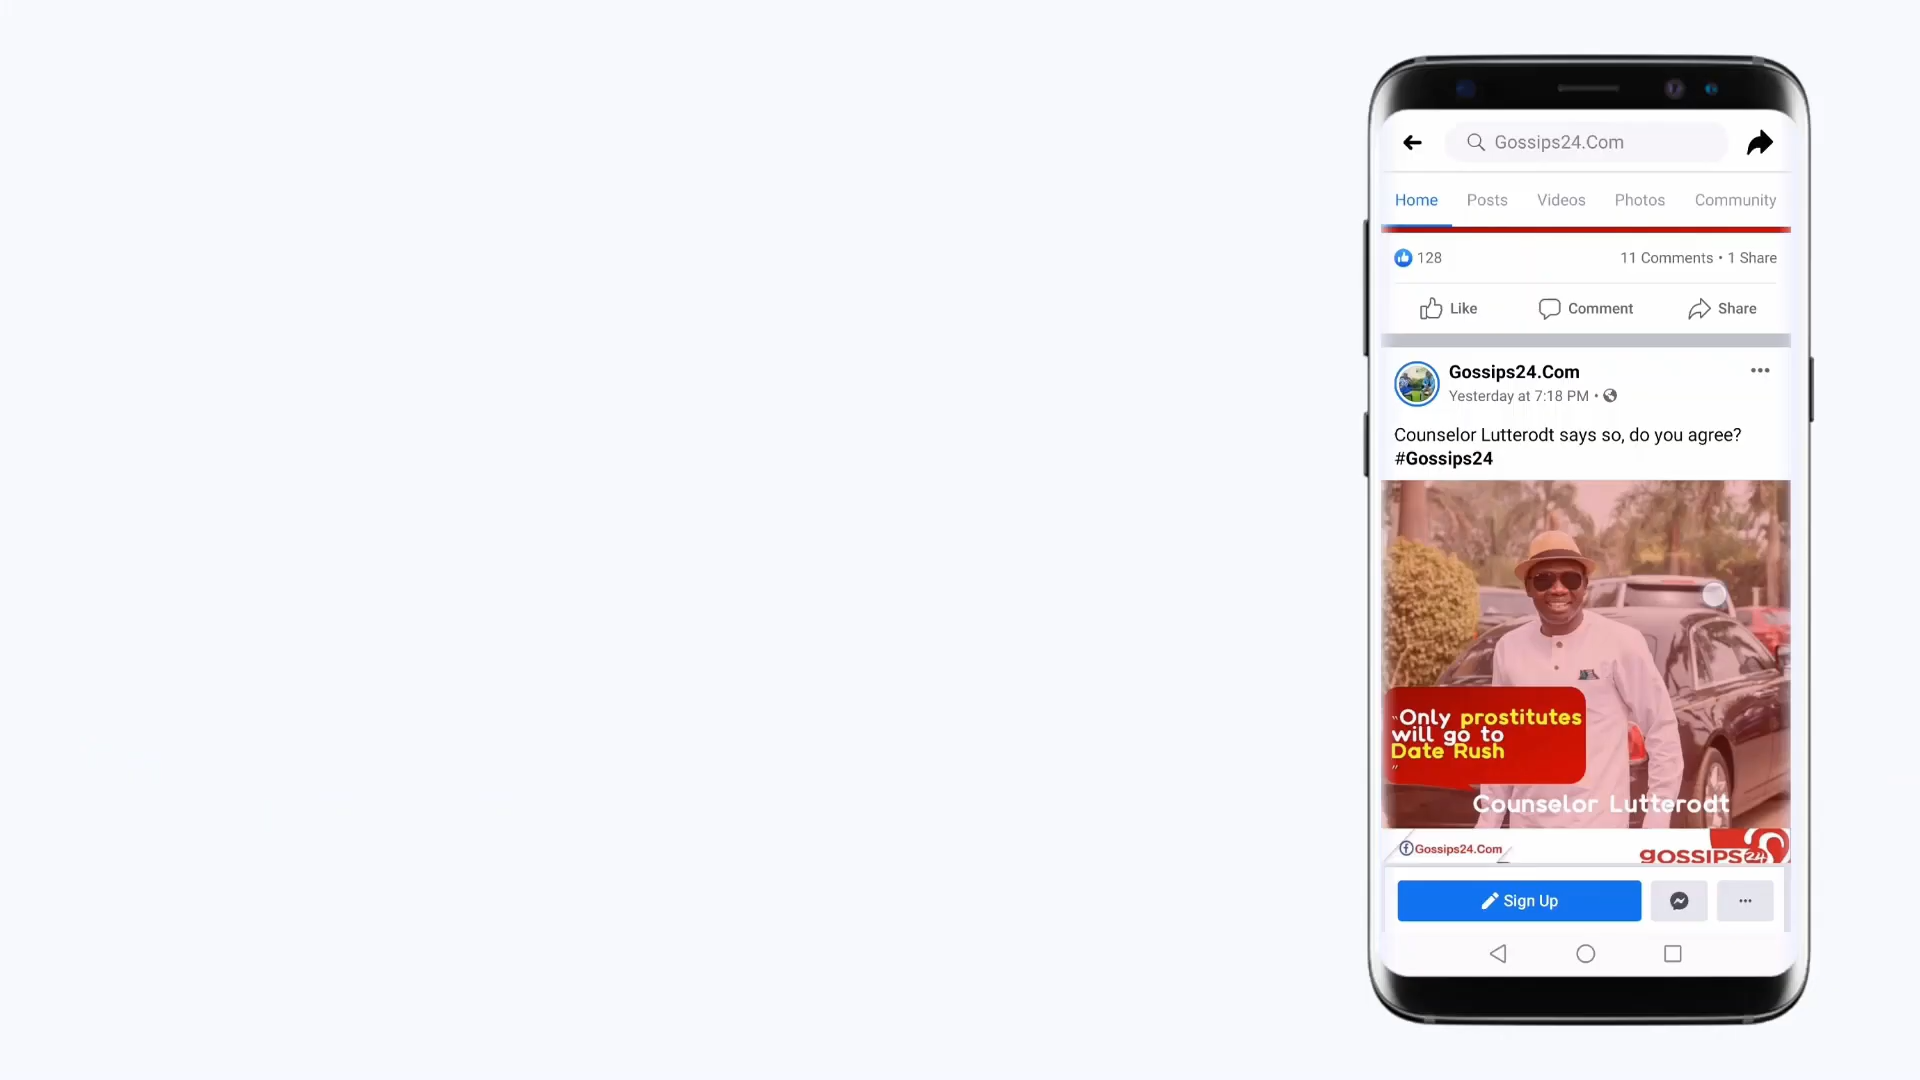 Gossips24.Com
Home Posts Videos Photos Community
128 11 Comments • 1 Share
Like Comment Share
Gossips24.Com
Yesterday at 7:18 PM •
Counselor Lutterodt says so, do you agree?
#Gossips24
"Only prostitutes
will go to
Date Rush
"
Counselor Lutterodt
Gossips24.Com
gossips24
Sign Up